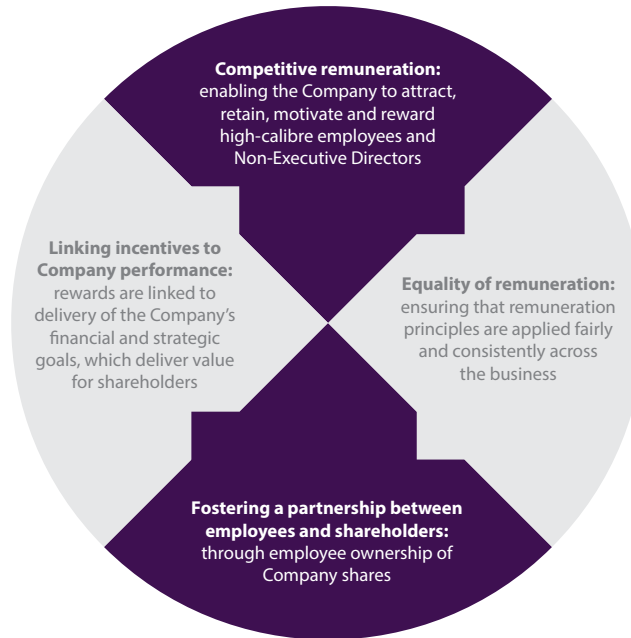 Competitive remuneration:
enabling the Company to attract,
retain, motivate and reward
high-calibre employees and
Non-Executive Directors
Linking incentives to
Company performance:
rewards are linked to
delivery of the Company’s
financial and strategic
goals, which deliver value
for shareholders
Equality of remuneration:
ensuring that remuneration
principles are applied fairly
and consistently across
the business
Fostering a partnership between
employees and shareholders:
through employee ownership of
Company shares